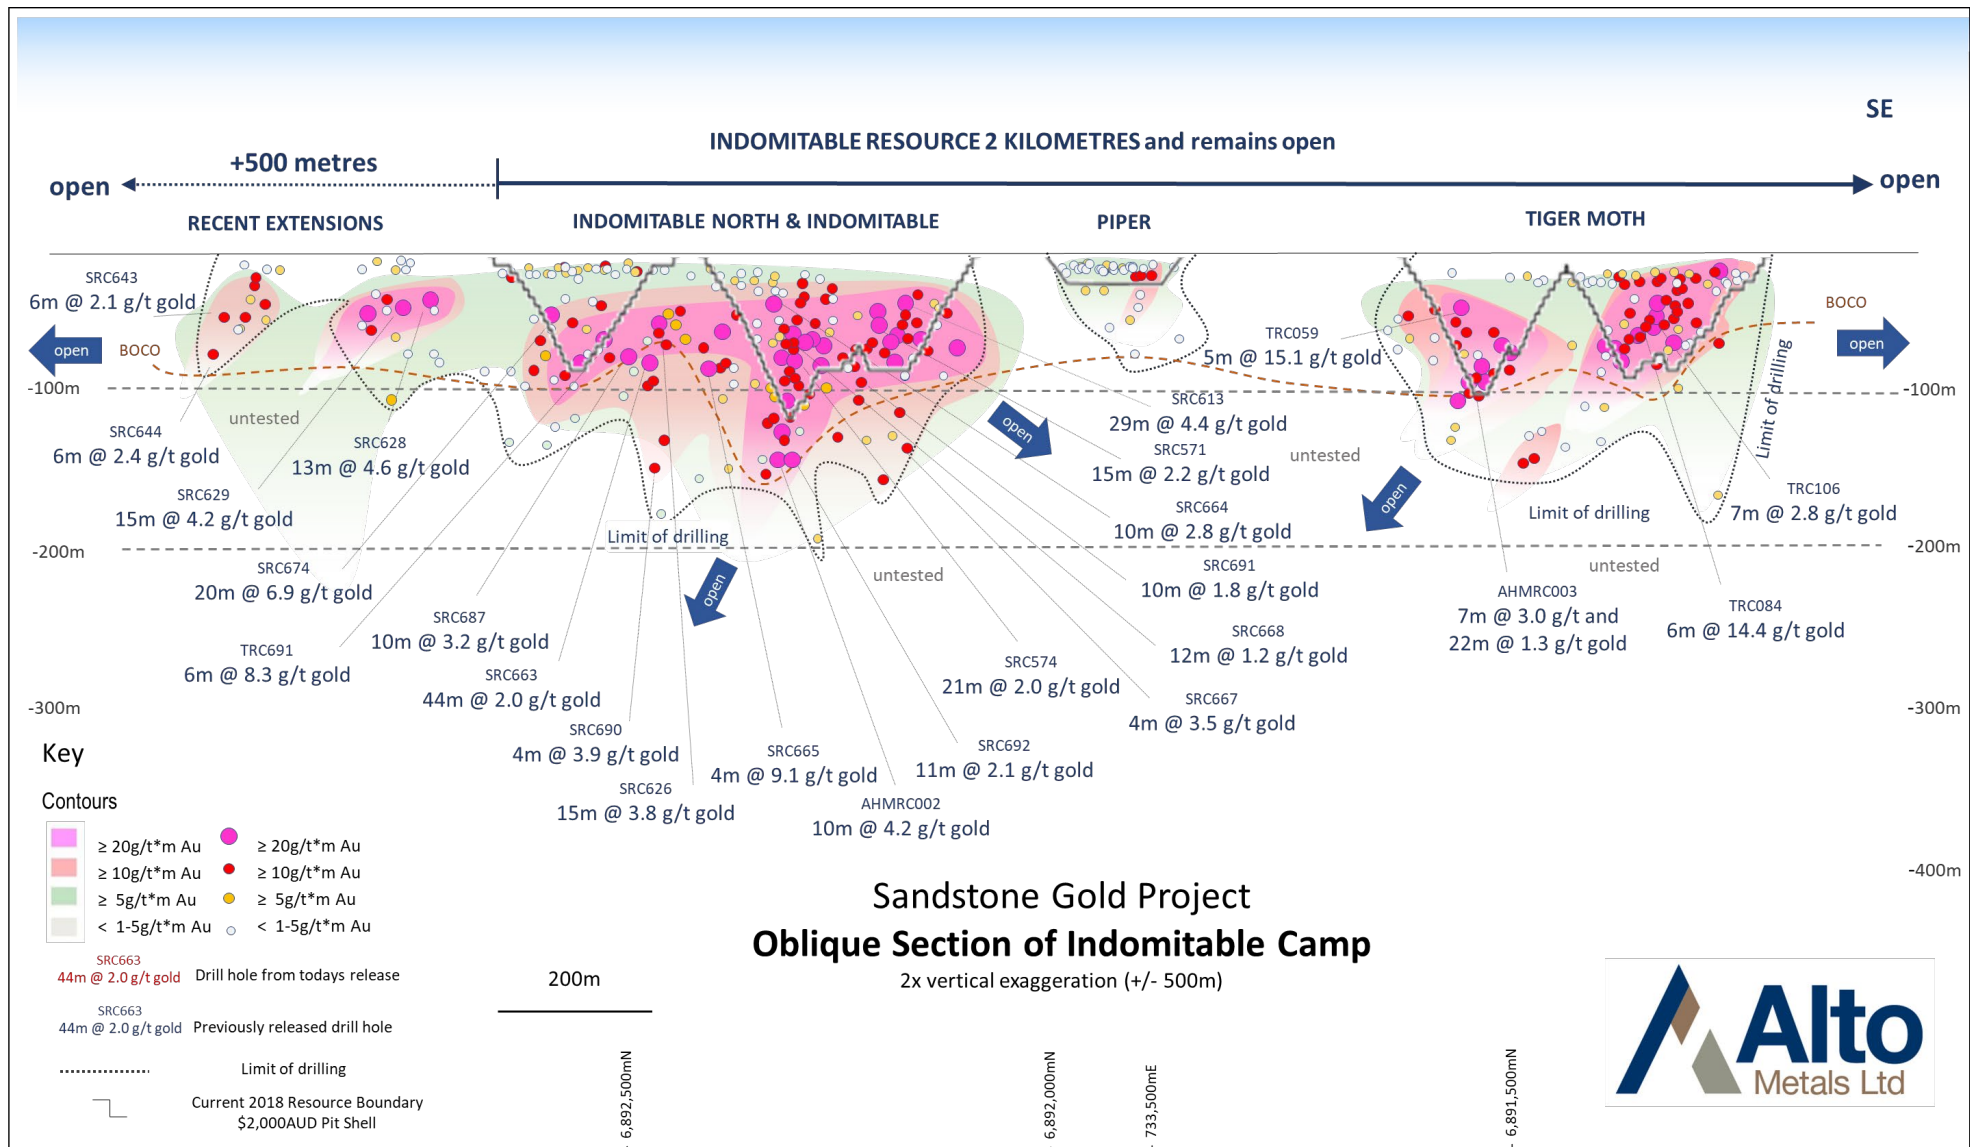 SE
INDOMITABLE RESOURCE 2 KILOMETRES and remains open
+500 metres
open
open
RECENT EXTENSIONS
INDOMITABLE NORTH & INDOMITABLE
PIPER
TIGER MOTH
SRC643
6m @ 2.1 g/t gold
open
BOCO
BOCO
open
TRC059
5m @ 15.1 g/t gold
-100m
-100m
untested
SRC644
6m @ 2.4 g/t gold
SRC628
13m @ 4.6 g/t gold
SRC613
29m @ 4.4 g/t gold
open
SRC571
15m @ 2.2 g/t gold
untested
open
Limit of drilling
SRC629
15m @ 4.2 g/t gold
SRC664
10m @ 2.8 g/t gold
Limit of drilling
TRC106
7m @ 2.8 g/t gold
Limit of drilling
-200m
-200m
untested
untested
SRC674
20m @ 6.9 g/t gold
open
SRC691
10m @ 1.8 g/t gold
AHMRC003
7m @ 3.0 g/t and
22m @ 1.3 g/t gold
TRC084
6m @ 14.4 g/t gold
SRC687
10m @ 3.2 g/t gold
SRC668
12m @ 1.2 g/t gold
TRC691
6m @ 8.3 g/t gold
SRC663
44m @ 2.0 g/t gold
SRC574
21m @ 2.0 g/t gold
SRC667
4m @ 3.5 g/t gold
-300m
-300m
SRC690
4m @ 3.9 g/t gold
SRC665
4m @ 9.1 g/t gold
SRC692
11m @ 2.1 g/t gold
SRC626
15m @ 3.8 g/t gold
AHMRC002
10m @ 4.2 g/t gold
-400m
Key
Contours
≥ 20g/t*m Au ≥ 20g/t*m Au
≥ 10g/t*m Au ≥ 10g/t*m Au
≥ 5g/t*m Au ≥ 5g/t*m Au
< 1-5g/t*m Au < 1-5g/t*m Au
SRC663
44m @ 2.0 g/t gold Drill hole from todays release
SRC663
44m @ 2.0 g/t gold Previously released drill hole
Limit of drilling
Current 2018 Resource Boundary
$2,000AUD Pit Shell
Sandstone Gold Project
Oblique Section of Indomitable Camp
2x vertical exaggeration (+/- 500m)
200m
- 6,892,500mN
- 6,892,000mN
- 733,500mE
- 6,891,500mN
Alto
Metals Ltd